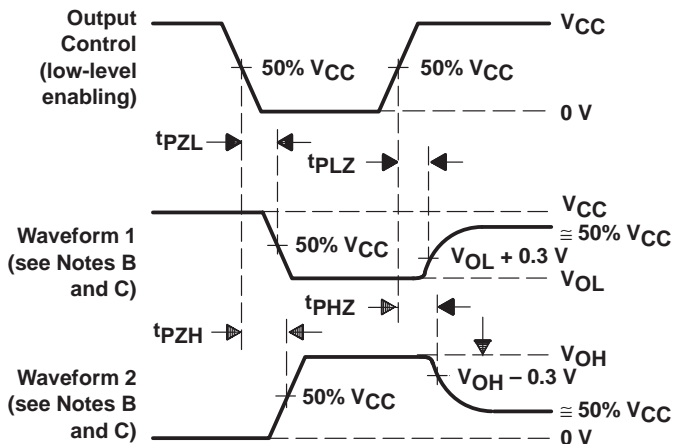 Output
Control
(low-level
enabling)
VCC
50% VCC
50% VCC
0 V
tPZL
tPLZ
VCC
Waveform 1
(see Notes B
and C)
50% VCC
≅ 50% VCC
VOL + 0.3 V
VOL
tPHZ
tPZH
VOH
Waveform 2
(see Notes B
and C)
50% VCC
VOH – 0.3 V
≅ 50% VCC
0 V